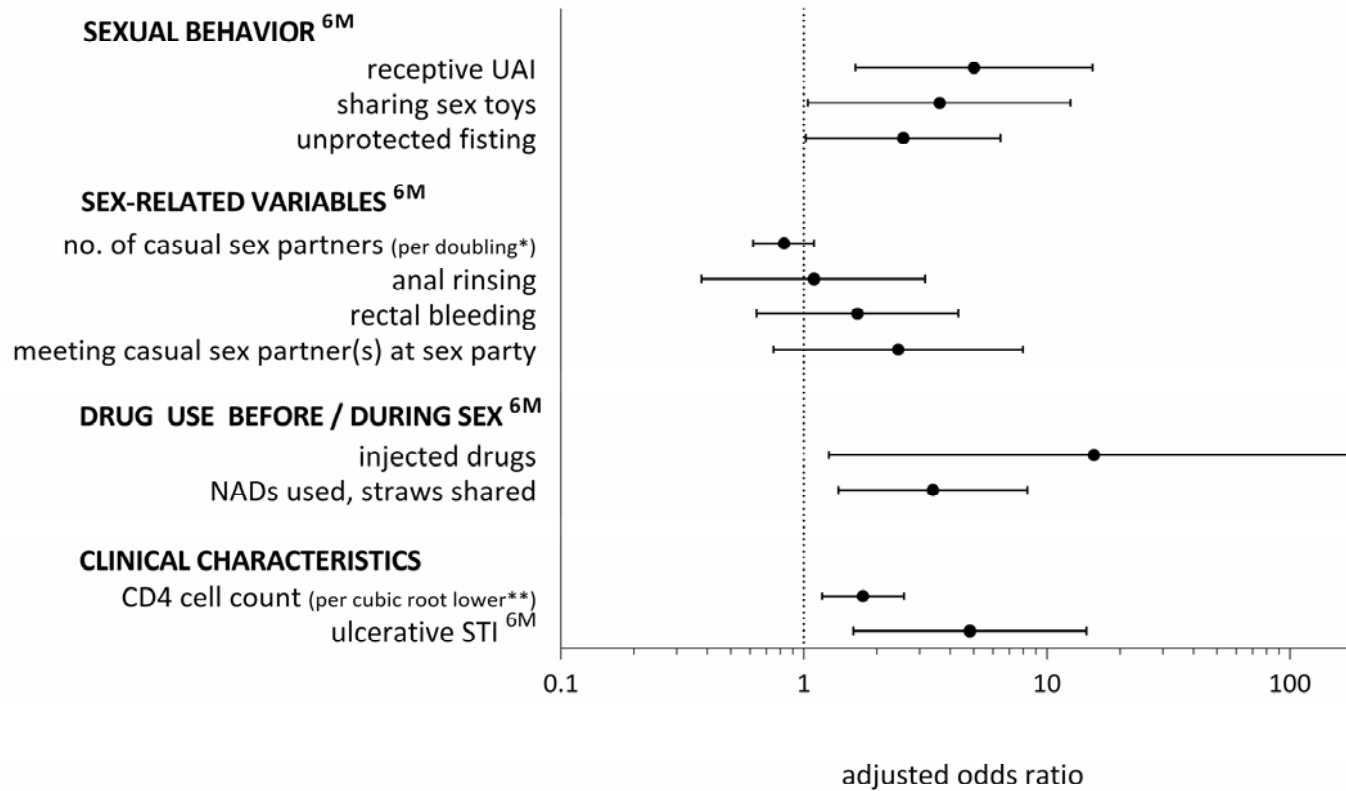 SEXUAL BEHAVIOR 6M
receptive UAI
sharing sex toys
unprotected fisting
SEX-RELATED VARIABLES 6M
no. of casual sex partners (per doubling*)
anal rinsing
rectal bleeding
meeting casual sex partner(s) at sex party
DRUG USE BEFORE / DURING SEX 6M
injected drugs
NADs used, straws shared
CLINICAL CHARACTERISTICS
CD4 cell count (per cubic root lower**)
ulcerative STI 6M
0.1 1 10 100
adjusted odds ratio